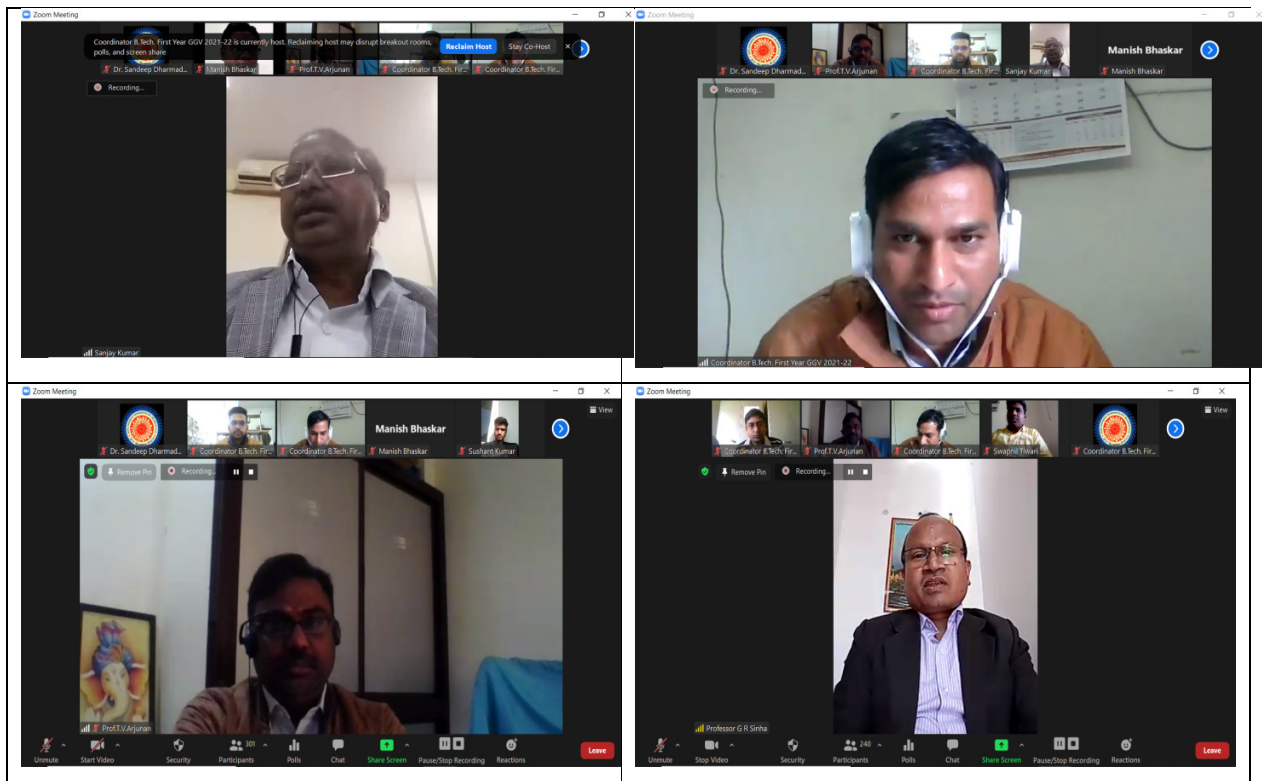 Zoom Meeting
Coordinator B.Tech. First Year GGV 2021-22 is currently host. Reclaiming host may disrupt breakout rooms,
polls, and screen share
Reclaim Host
Stay Co-Host
Dr. Sandeep Dharmad...
Manish Bhaskar
Prof.T.V.Arjunan
Coordinator B.Tech. Fir...
Coordinator B.Tech. Fir...
Recording...
Sanjay Kumar
Zoom Meeting
Manish Bhaskar
Dr. Sandeep Dharmad...
Prof.T.V.Arjunan
Coordinator B.Tech. Fir...
Sanjay Kumar
Manish Bhaskar
Recording...
Coordinator B.Tech. First Year GGV 2021-22
Zoom Meeting
View
Manish Bhaskar
Dr. Sandeep Dharmad...
Coordinator B.Tech. Fir...
Coordinator B.Tech. Fir...
Manish Bhaskar
Sushant Kumar
Remove Pin
Recording...
Prof.T.V.Arjunan
301
Unmute
Start Video
Security
Participants
Polls
Chat
Share Screen
Pause/Stop Recording
Reactions
Leave
Zoom Meeting
View
Coordinator B.Tech. Fir...
Prof.T.V.Arjunan
Coordinator B.Tech. Fir...
Swapnil Tiwari
Coordinator B.Tech. Fir...
Remove Pin
Recording...
Professor G R Sinha
240
Unmute
Stop Video
Security
Participants
Polls
Chat
Share Screen
Pause/Stop Recording
Reactions
Leave